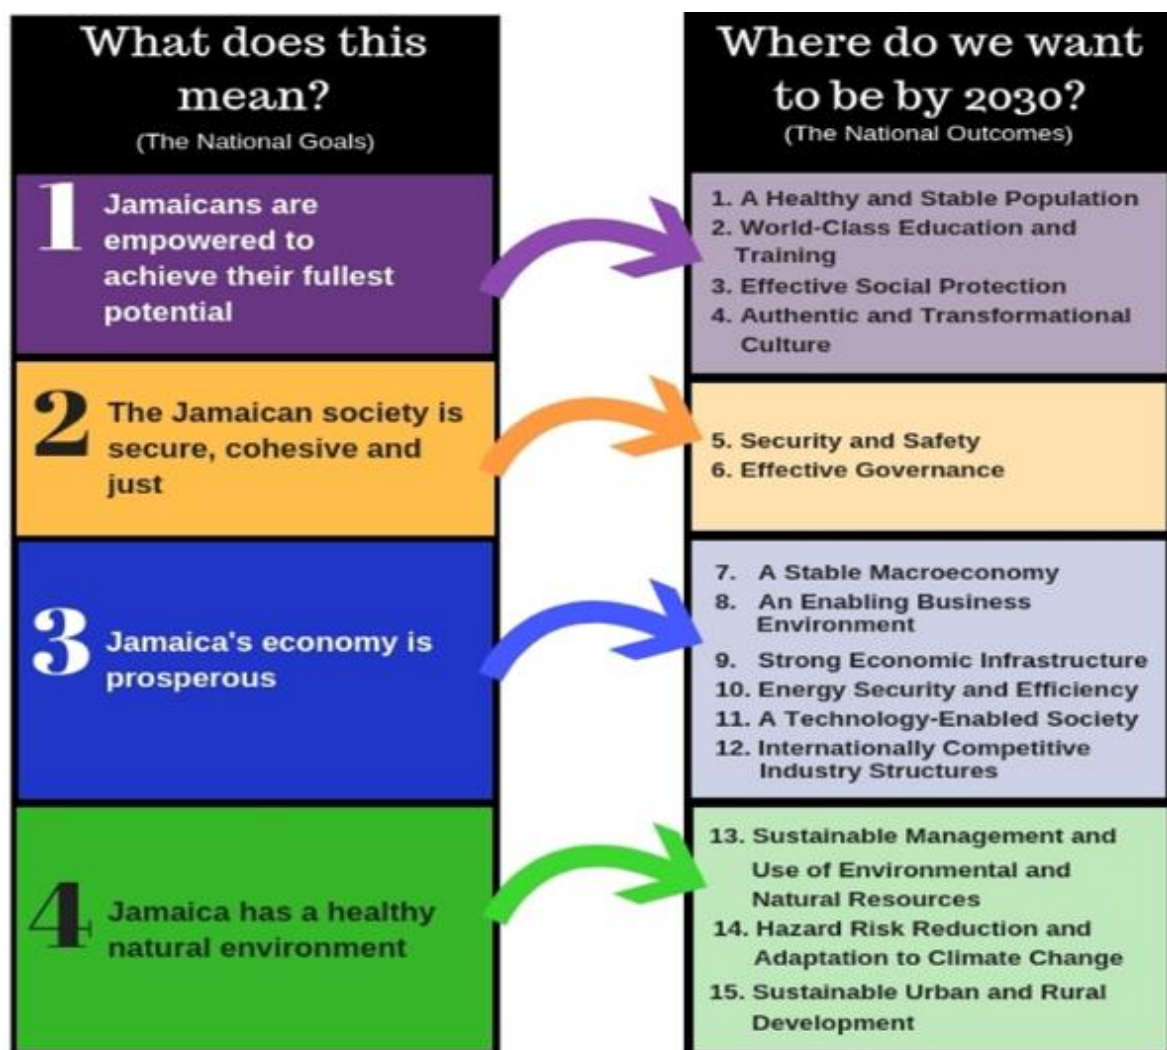 What does this
mean?
(The National Goals)
1
Jamaicans are
empowered to
achieve their fullest
potential
2
The Jamaican society is
secure, cohesive and
just
3
Jamaica's economy is
prosperous
4
Jamaica has a healthy
natural environment
Where do we want
to be by 2030?
(The National Outcomes)
1. A Healthy and Stable Population
2. World-Class Education and
Training
3. Effective Social Protection
4. Authentic and Transformational
Culture
5. Security and Safety
6. Effective Governance
7. A Stable Macroeconomy
8. An Enabling Business
Environment
9. Strong Economic Infrastructure
10. Energy Security and Efficiency
11. A Technology-Enabled Society
12. Internationally Competitive
Industry Structures
13. Sustainable Management and
Use of Environmental and
Natural Resources
14. Hazard Risk Reduction and
Adaptation to Climate Change
15. Sustainable Urban and Rural
Development